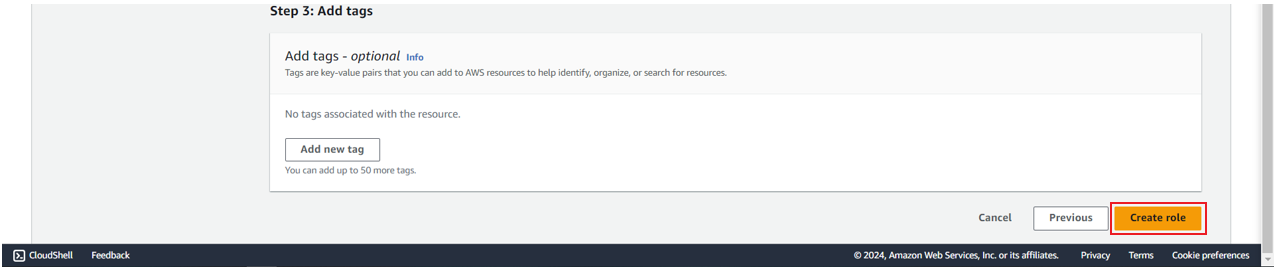 Step 3: Add tags
Add tags - optional Info
Tags are key-value pairs that you can add to AWS resources to help identify, organize, or search for resources.
No tags associated with the resource.
Add new tag
You can add up to 50 more tags.
Cancel Previous Create role
CloudShell Feedback © 2024, Amazon Web Services, Inc. or its affiliates. Privacy Terms Cookie preferences